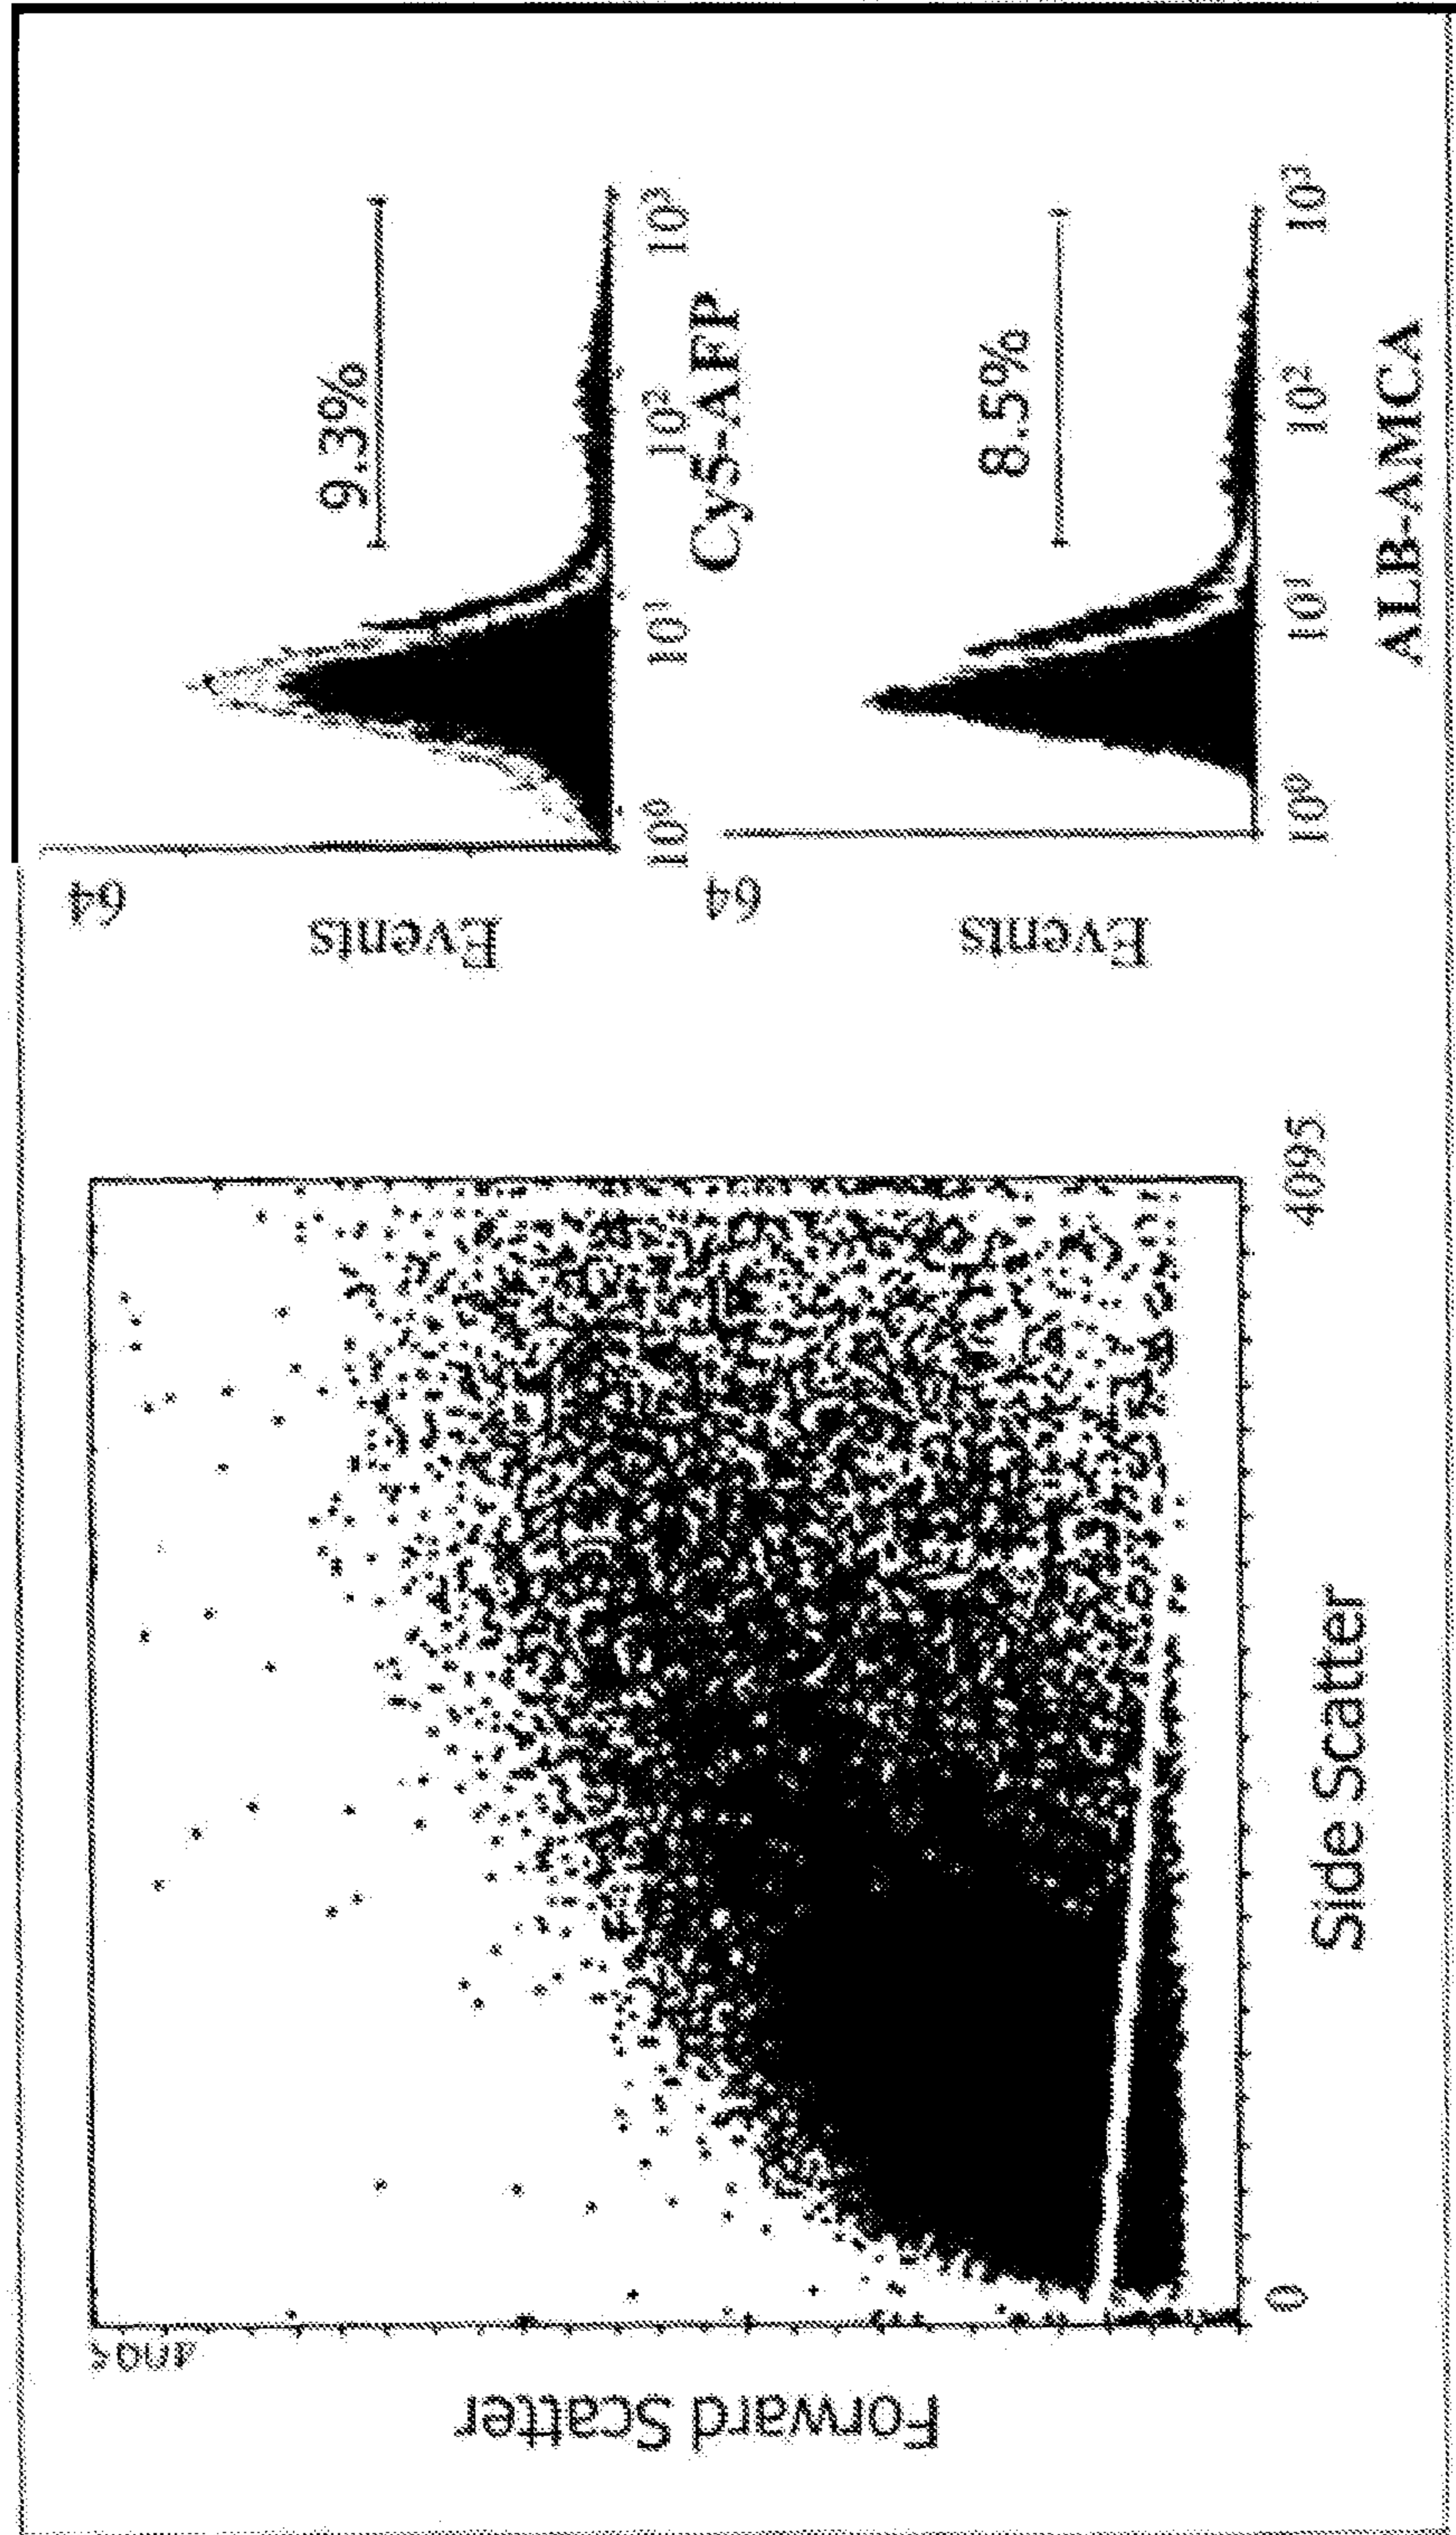 4095
Forward Scatter
0
4095
Side Scatter
64
Events
9.3%
10⁰
10¹
10²
10³
Cy5-AFP
64
Events
8.5%
10⁰
10¹
10²
10³
ALB-AMCA